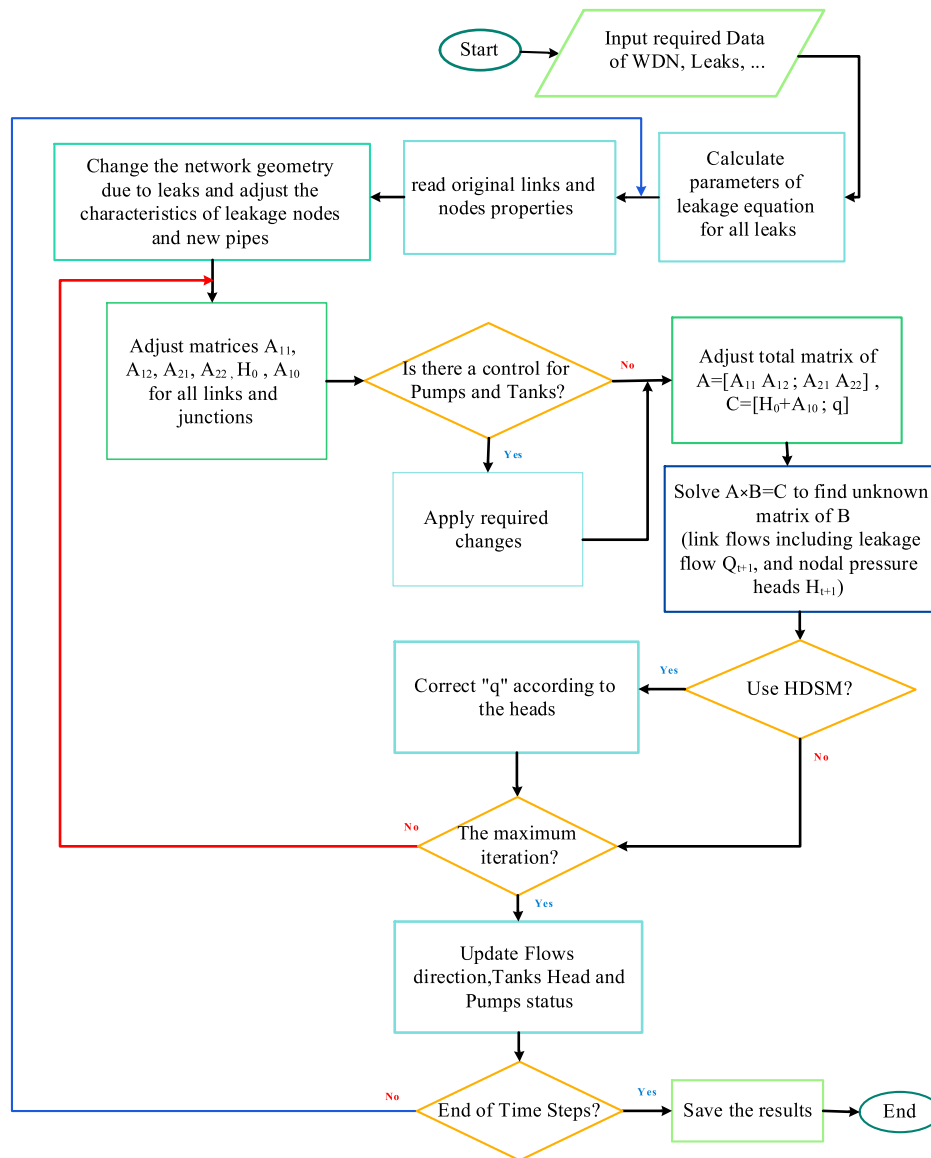 Start
Input required Data
of WDN, Leaks, ...
Calculate
parameters of
leakage equation
for all leaks
read original links and
nodes properties
Change the network geometry
due to leaks and adjust the
characteristics of leakage nodes
and new pipes
Adjust matrices A₁₁,
A₁₂, A₂₁, A₂₂ , H₀ , A₁₀
for all links and
junctions
Is there a control for
Pumps and Tanks?
No
Yes
Apply required
changes
Adjust total matrix of
A=[A₁₁ A₁₂ ; A₂₁ A₂₂] ,
C=[H₀+A₁₀ ; q]
Solve A×B=C to find unknown
matrix of B
(link flows including leakage
flow Qₜ₊₁, and nodal pressure
heads Hₜ₊₁)
Use HDSM?
Yes
No
Correct "q" according to
the heads
The maximum
iteration?
No
Yes
Update Flows
direction,Tanks Head and
Pumps status
End of Time Steps?
No
Yes
Save the results
End